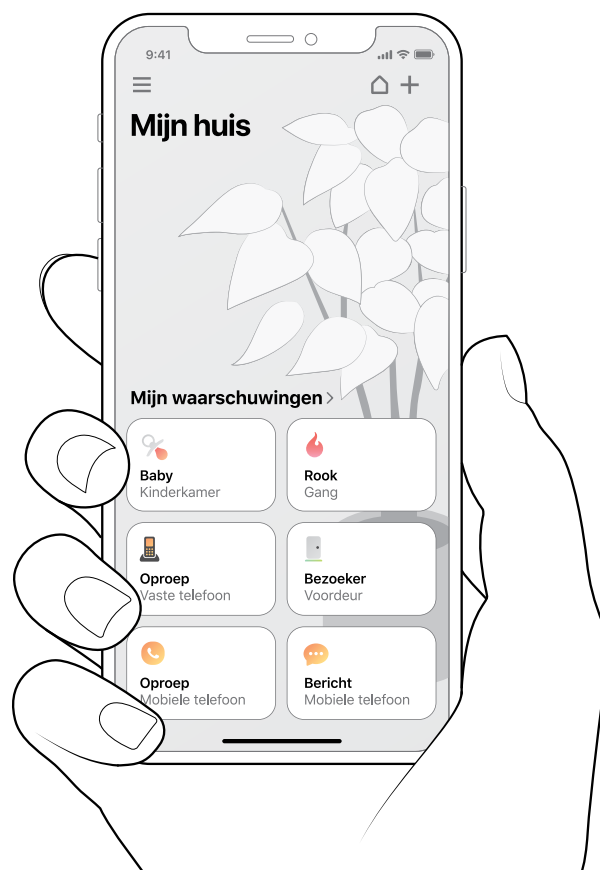 9:41
Mijn huis
Mijn waarschuwingen
Baby
Kinderkamer
Rook
Gang
Oproep
Vaste telefoon
Bezoeker
Voordeur
Oproep
Mobiele telefoon
Bericht
Mobiele telefoon